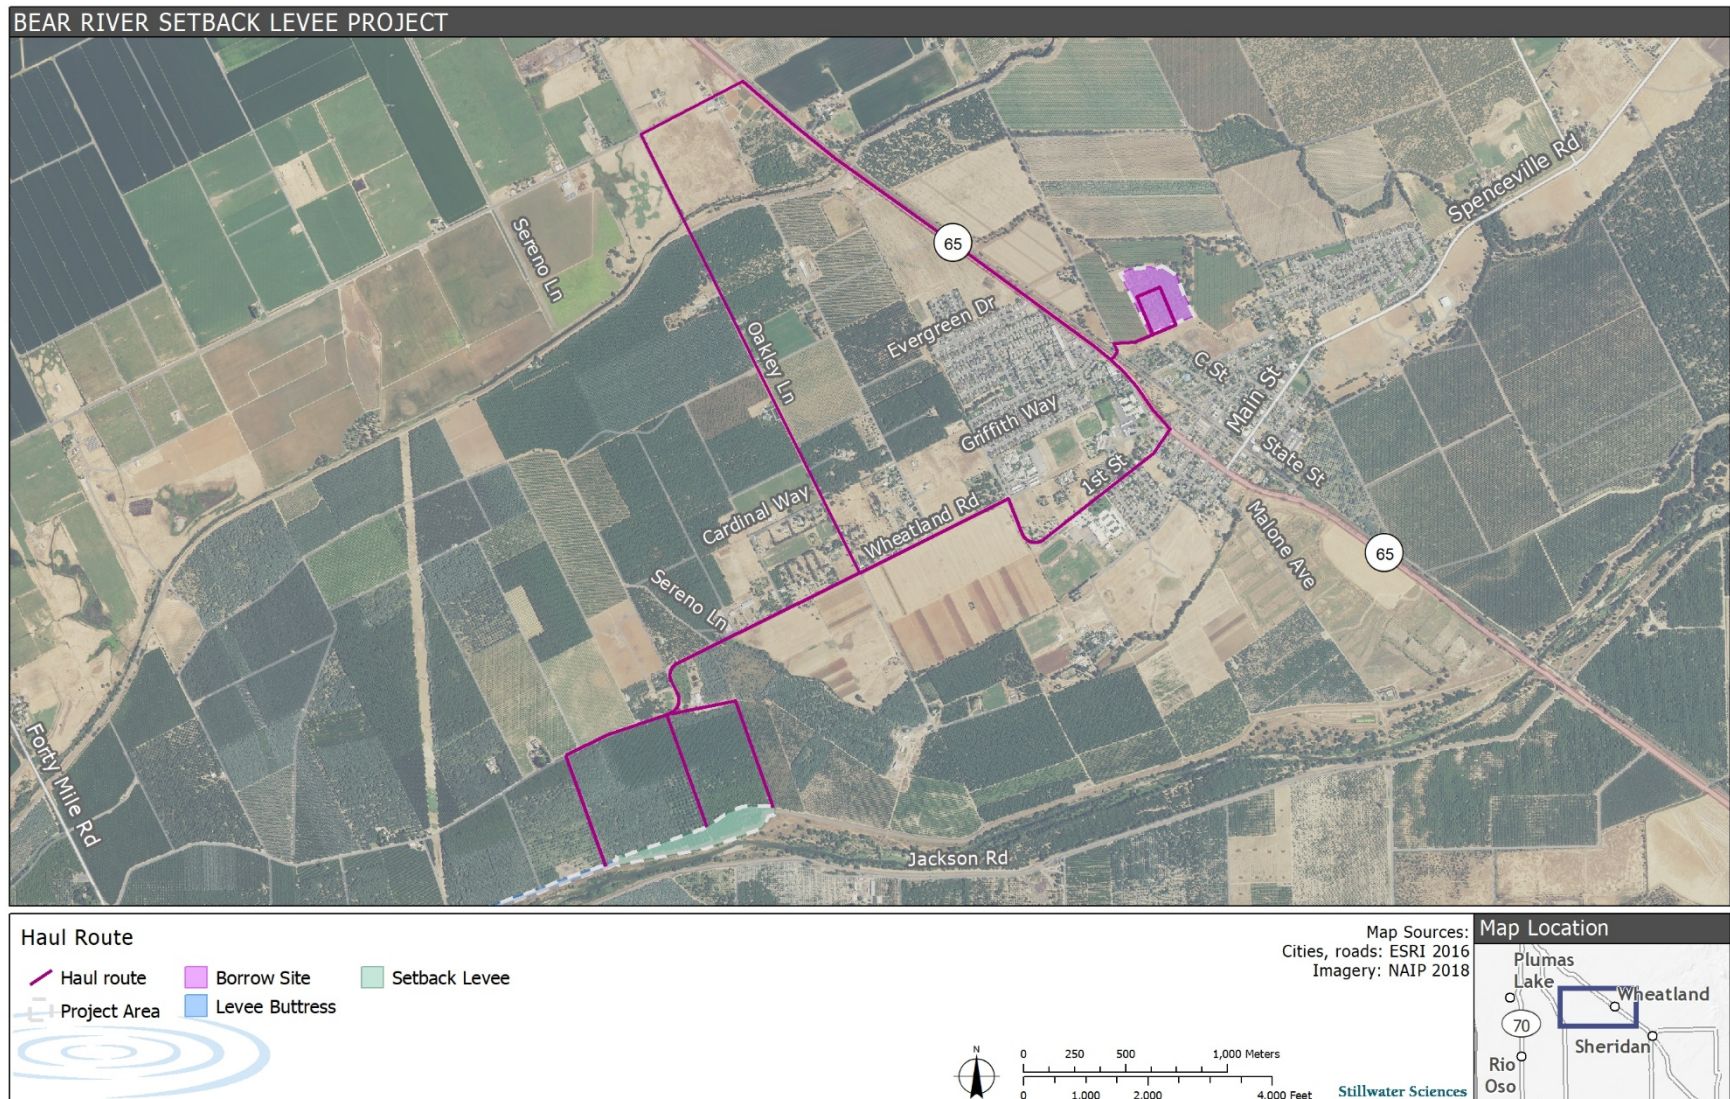 BEAR RIVER SETBACK LEVEE PROJECT
Spenceville Rd
Sereno Ln
65
Evergreen Dr
Oakley Ln
C St
Main St
Griffith Way
State St
1st St
Cardinal Way
Wheatland Rd
Malone Ave
65
Sereno Ln
Forty Mile Rd
Jackson Rd
Haul Route
Haul route
Borrow Site
Setback Levee
Project Area
Levee Buttress
Map Sources:
Cities, roads: ESRI 2016
Imagery: NAIP 2018
N
0 250 500 1,000 Meters
0 1,000 2,000 4,000 Feet
Stillwater Sciences
Map Location
Plumas
Lake
Wheatland
70
Sheridan
Rio
Oso